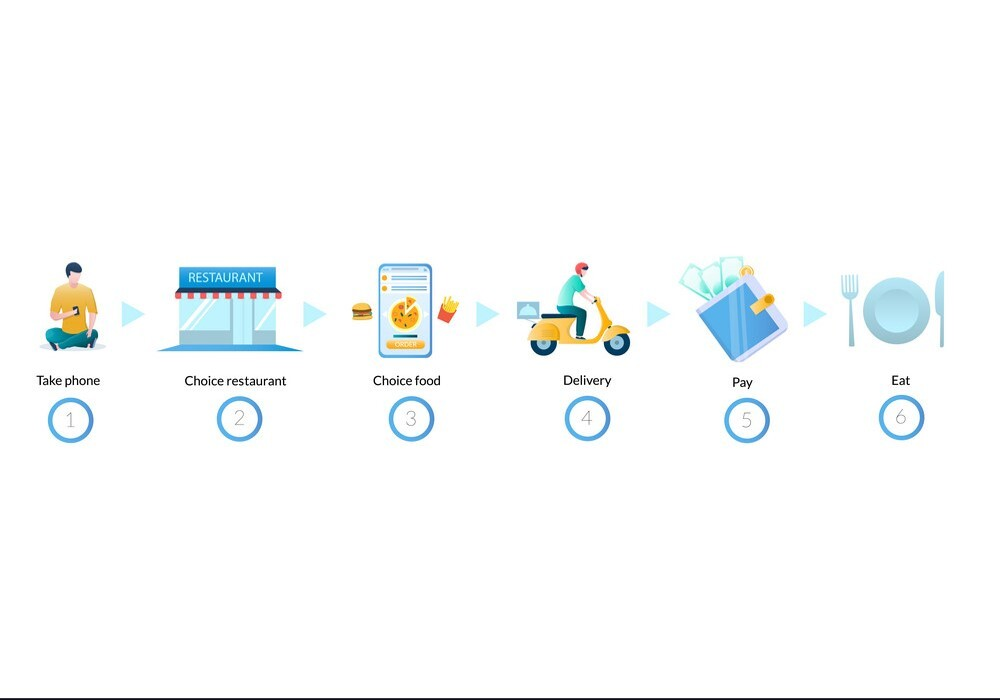 RESTAURANT
ORDER
Take phone
Choice restaurant
Choice food
Delivery
Pay
Eat
1
2
3
4
5
6